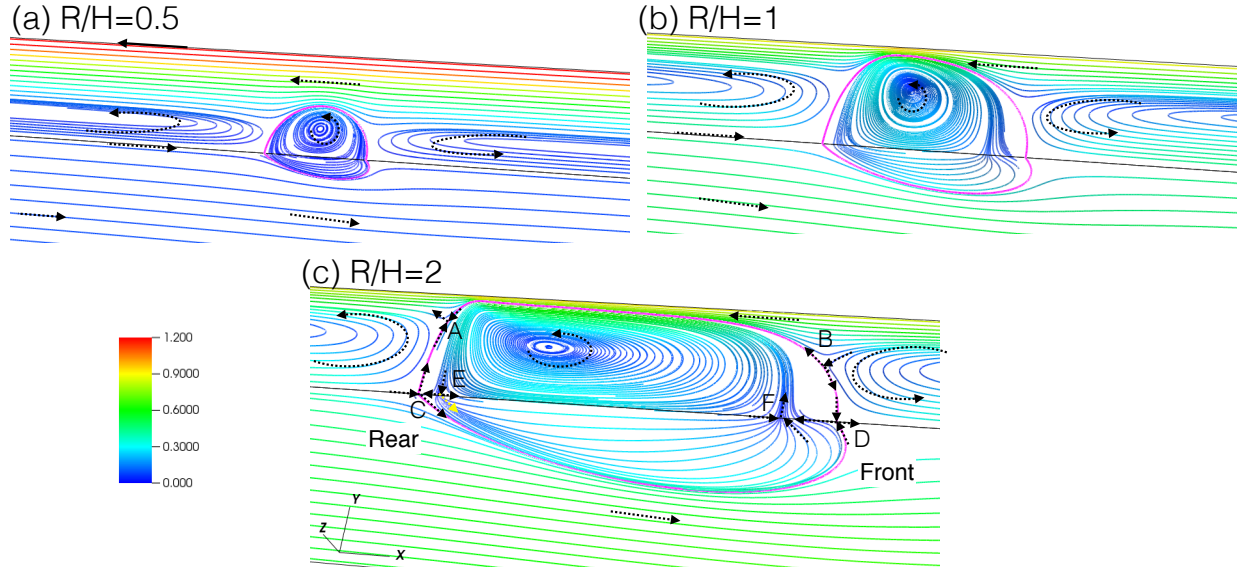 (a) R/H=0.5
(b) R/H=1
(c) R/H=2
A
B
E
F
C
D
Rear
Front
1.200
0.9000
0.6000
0.3000
0.000
Y
Z
X